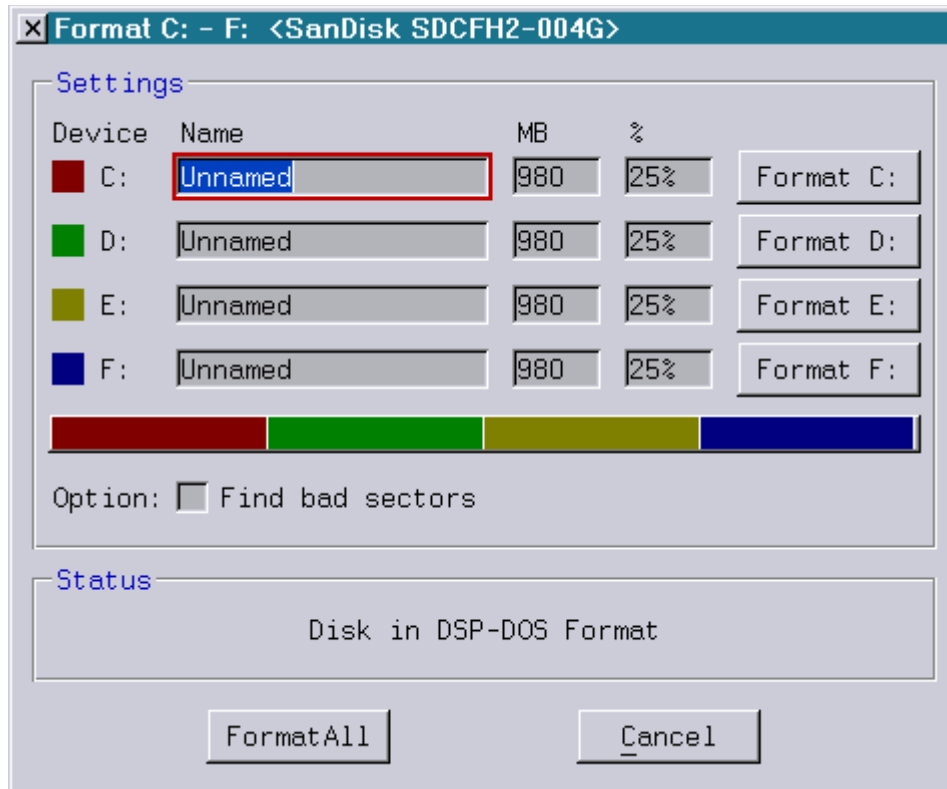 Format C: - F: <SanDisk SDCFH2-004G>
Settings
Device Name MB %
C: Unnamed 980 25% Format C:
D: Unnamed 980 25% Format D:
E: Unnamed 980 25% Format E:
F: Unnamed 980 25% Format F:
Option: Find bad sectors
Status
Disk in DSP-DOS Format
FormatAll Cancel